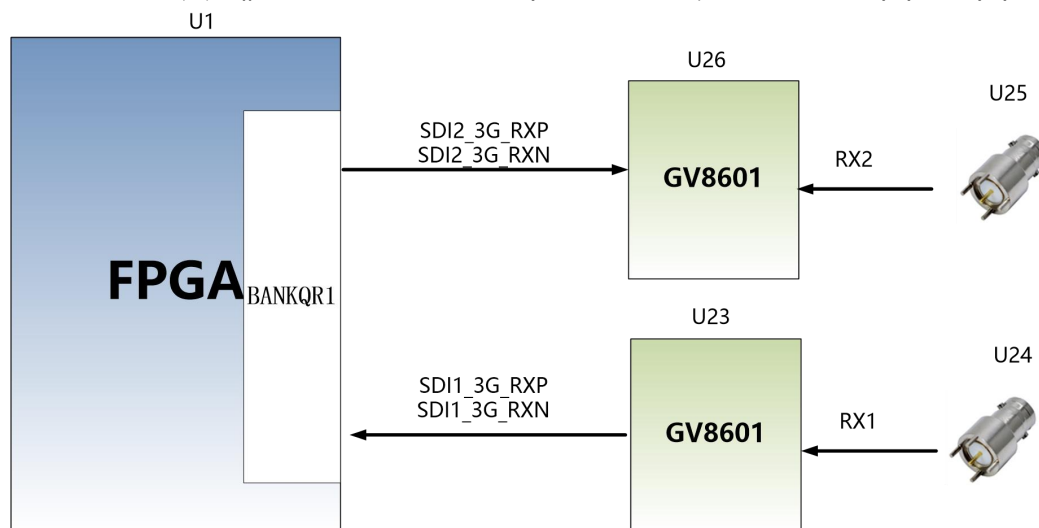 U1
U26
U25
SDI2_3G_RXP
SDI2_3G_RXN
RX2
GV8601
FPGA
BANKQR1
U23
U24
SDI1_3G_RXP
SDI1_3G_RXN
RX1
GV8601